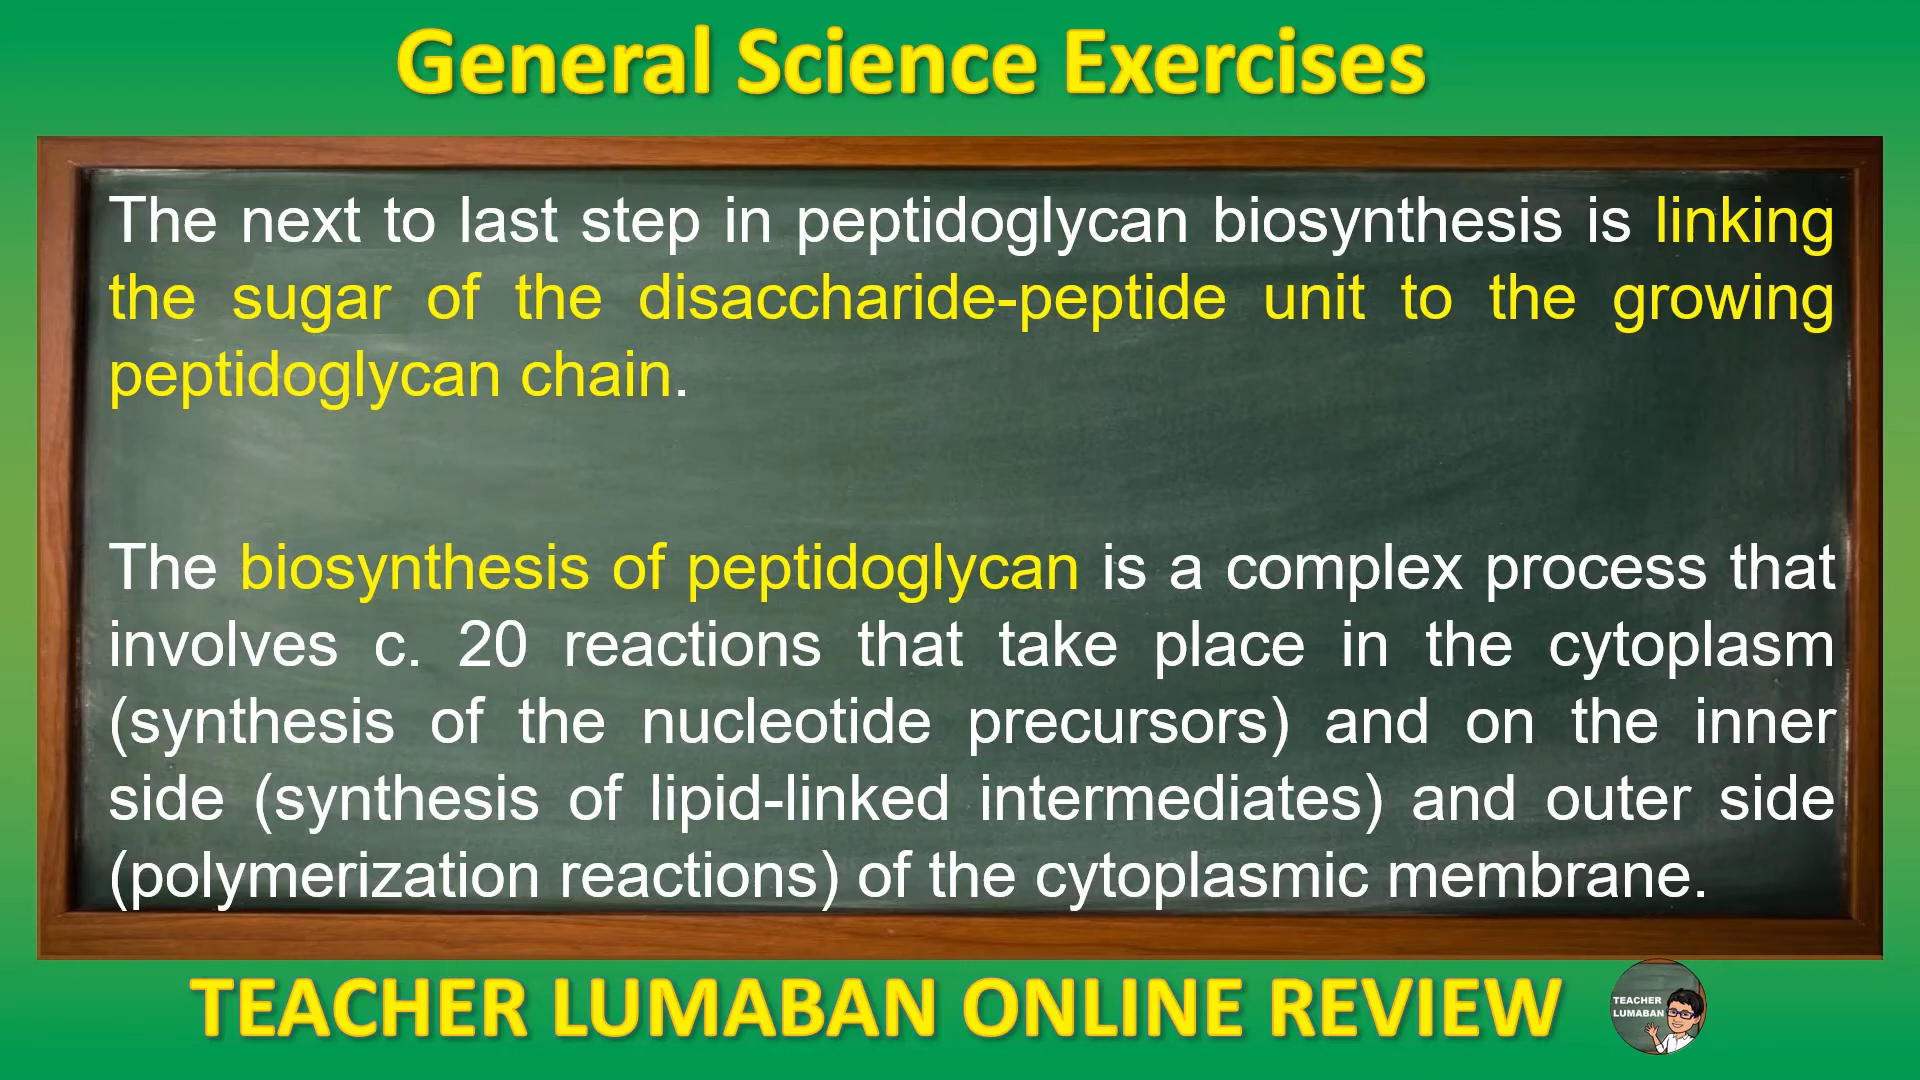 General Science Exercises
The next to last step in peptidoglycan biosynthesis is linking
the sugar of the disaccharide-peptide unit to the growing
peptidoglycan chain.
The biosynthesis of peptidoglycan is a complex process that
involves c. 20 reactions that take place in the cytoplasm
(synthesis of the nucleotide precursors) and on the inner
side (synthesis of lipid-linked intermediates) and outer side
(polymerization reactions) of the cytoplasmic membrane.
TEACHER LUMABAN ONLINE REVIEW
TEACHER
LUMABAN